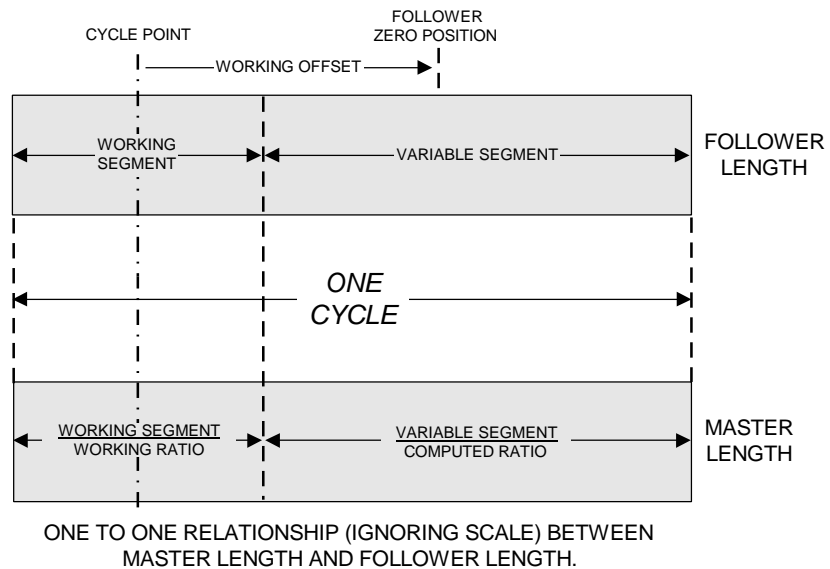 FOLLOWER
ZERO POSITION
CYCLE POINT
WORKING OFFSET
WORKING
SEGMENT
VARIABLE SEGMENT
FOLLOWER
LENGTH
ONE
CYCLE
WORKING SEGMENT
WORKING RATIO
VARIABLE SEGMENT
COMPUTED RATIO
MASTER
LENGTH
ONE TO ONE RELATIONSHIP (IGNORING SCALE) BETWEEN
MASTER LENGTH AND FOLLOWER LENGTH.